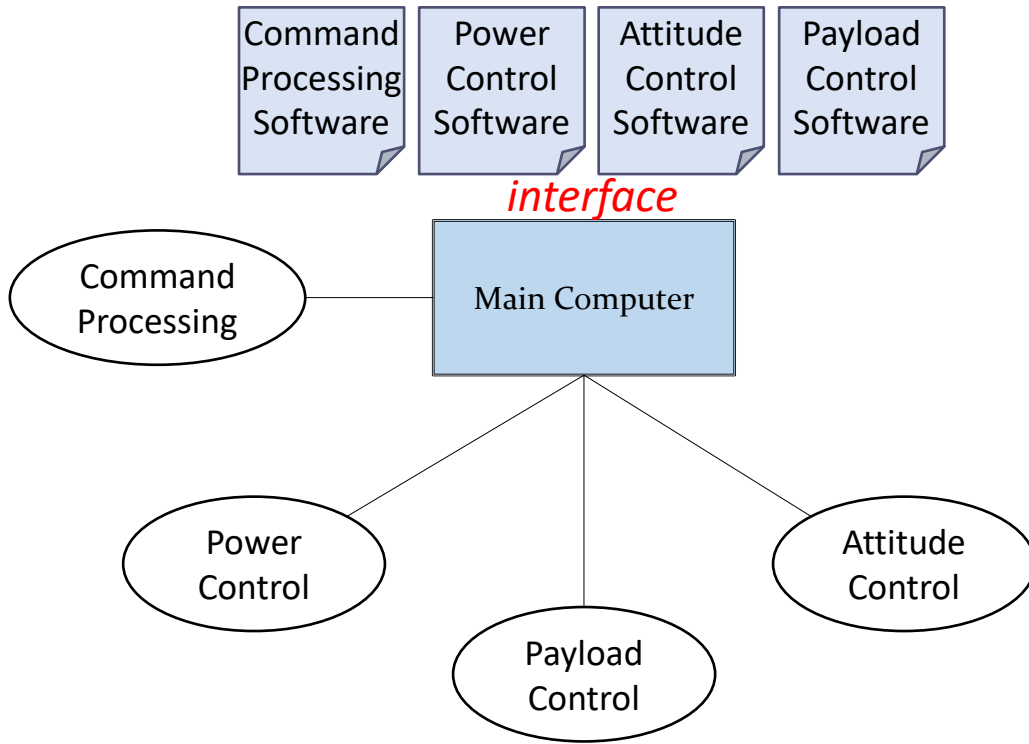 Command
Processing
Software
Power
Control
Software
Attitude
Control
Software
Payload
Control
Software
interface
Main Computer
Command
Processing
Power
Control
Attitude
Control
Payload
Control